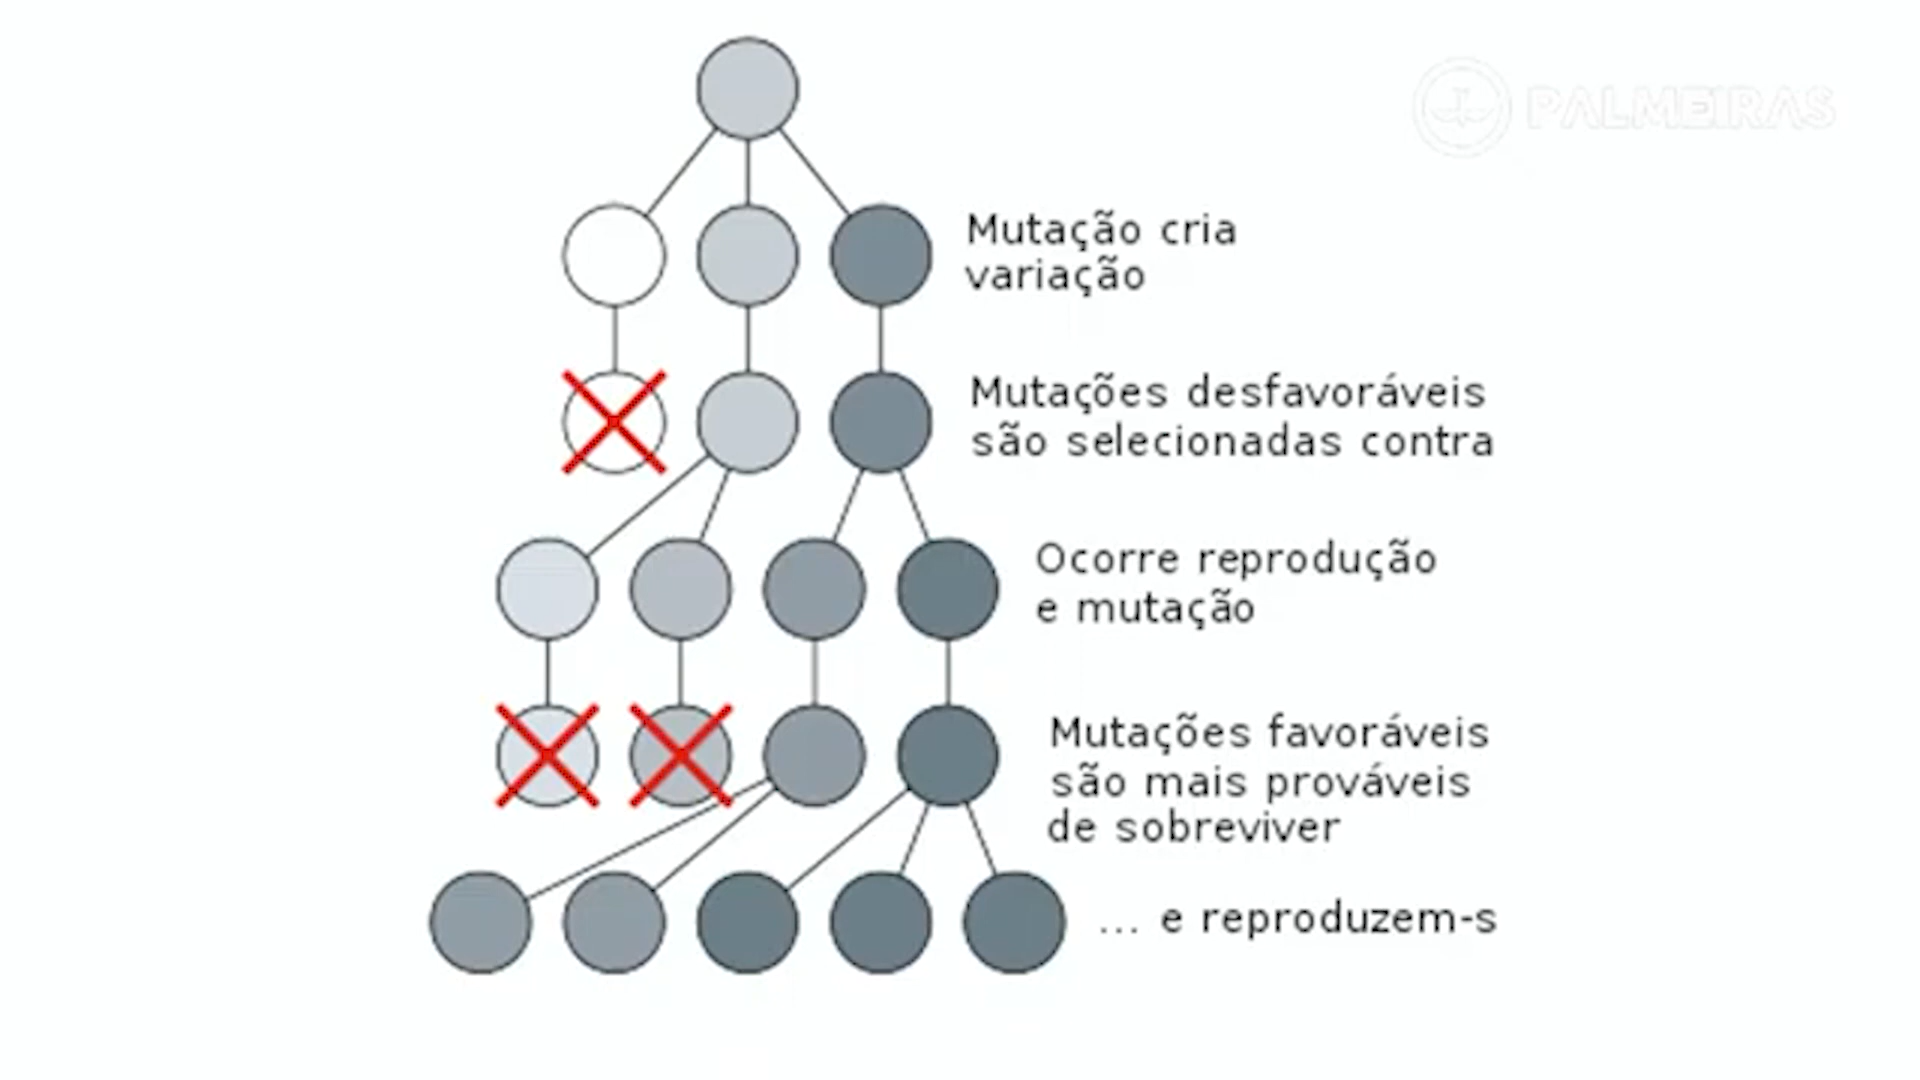 PALMEIRAS
Mutação cria
variação
Mutações desfavoráveis
são selecionadas contra
Ocorre reprodução
e mutação
Mutações favoráveis
são mais prováveis
de sobreviver
... e reproduzem-s